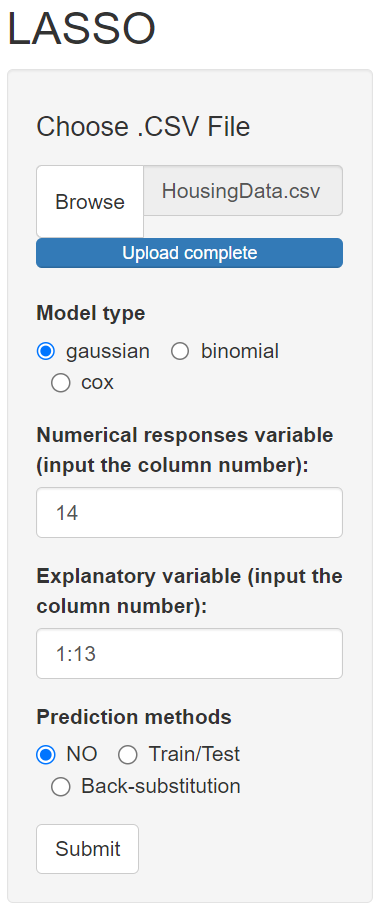 LASSO
Choose .CSV File
Browse HousingData.csv
Upload complete
Model type
gaussian binomial
cox
Numerical responses variable
(input the column number):
14
Explanatory variable (input the
column number):
1:13
Prediction methods
NO Train/Test
Back-substitution
Submit